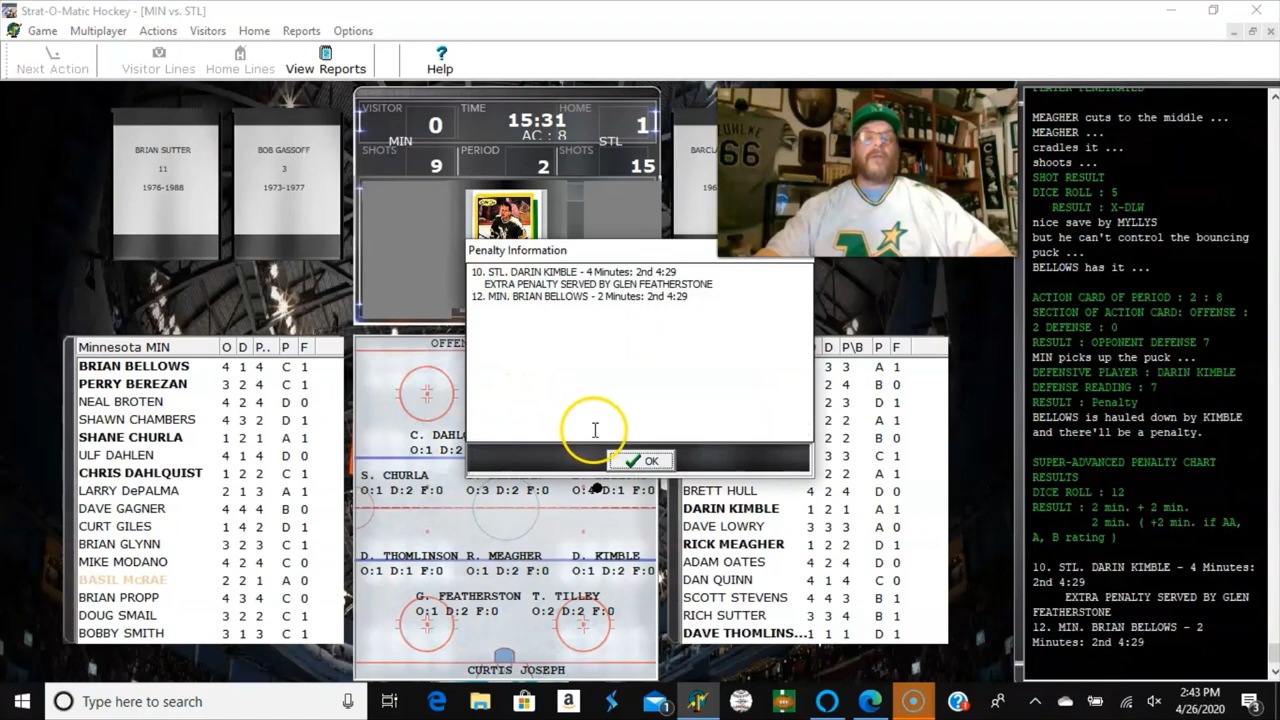 Strat-O-Matic Hockey - [MIN vs. STL]
Game Multiplayer Actions Visitors Home Reports Options
Next Action Visitor Lines Home Lines View Reports Help
BRIAN SUTTER
11
1976-1988
BOB GASSOFF
3
1973-1977
BARCL
196
VISITOR TIME HOME
0 15:31 1
MIN AC : 8 STL
SHOTS PERIOD SHOTS
9 2 15
66
Penalty Information
10. STL. DARIN KIMBLE - 4 Minutes: 2nd 4:29
EXTRA PENALTY SERVED BY GLEN FEATHERSTONE
12. MIN. BRIAN BELLOWS - 2 Minutes: 2nd 4:29
OK
Minnesota MIN O D P.. P F
BRIAN BELLOWS 4 1 4 C 1
PERRY BEREZAN 3 2 4 C 1
NEAL BROTEN 4 2 4 D 0
SHAWN CHAMBERS 4 3 2 D 1
SHANE CHURLA 1 2 1 A 1
ULF DAHLEN 4 1 4 D 0
CHRIS DAHLQUIST 1 2 2 C 1
LARRY DePALMA 2 1 3 A 1
DAVE GAGNER 4 4 4 B 0
CURT GILES 1 4 2 D 1
BRIAN GLYNN 3 2 3 C 1
MIKE MODANO 4 2 4 C 0
BASIL McRAE 2 2 1 A 0
BRIAN PROPP 4 3 4 C 0
DOUG SMAIL 3 1 4 C 1
BOBBY SMITH 3 1 3 C 1
OFFEN
C. DAHLQ
O:1 D:2 F
S. CHURLA
O:1 D:2 F:0 O:3 D:2 F:0 O:4 D:1 F:0
D. THOMLINSON R. MEAGHER D. KIMBLE
O:1 D:1 F:0 O:1 D:2 F:0 O:1 D:2 F:0
G. FEATHERSTON T. TILLEY
O:1 D:2 F:0 O:2 D:2 F:0
CURTIS JOSEPH
D P\B P F
3 3 A 1
2 4 B 0
2 2 A 1
2 2 B 0
3 3 C 1
2 2 A 1
2 2 A 1
BRETT HULL 4 2 4 D 0
DARIN KIMBLE 1 2 1 A 1
DAVE LOWRY 3 3 3 A 0
RICK MEAGHER 1 2 2 D 1
ADAM OATES 4 2 4 D 0
DAN QUINN 4 1 4 C 0
SCOTT STEVENS 4 4 3 B 1
RICH SUTTER 3 2 4 B 1
DAVE THOMLINS... 1 1 1 D 1
PLAYER PENETRATED
MEAGHER cuts to the middle ...
MEAGHER ...
cradles it ...
shoots ...
SHOT RESULT
DICE ROLL : 5
RESULT : X-DLW
nice save by MYLLYS
but he can't control the bouncing
puck ...
BELLOWS has it ...
ACTION CARD OF PERIOD : 2 : 8
SECTION OF ACTION CARD: OFFENSE :
2 DEFENSE : 0
RESULT : OPPONENT DEFENSE 7
MIN picks up the puck ...
DEFENSIVE PLAYER : DARIN KIMBLE
DEFENSE READING : 7
RESULT : Penalty
BELLOWS is hauled down by KIMBLE
and there'll be a penalty.
SUPER-ADVANCED PENALTY CHART
RESULTS
DICE ROLL : 12
RESULT : 2 min. + 2 min.
2 min. ( +2 min. if AA,
A, B rating )
10. STL. DARIN KIMBLE - 4 Minutes:
2nd 4:29
EXTRA PENALTY SERVED BY GLEN
FEATHERSTONE
12. MIN. BRIAN BELLOWS - 2
Minutes: 2nd 4:29
Type here to search
1
2:43 PM
4/26/2020
3